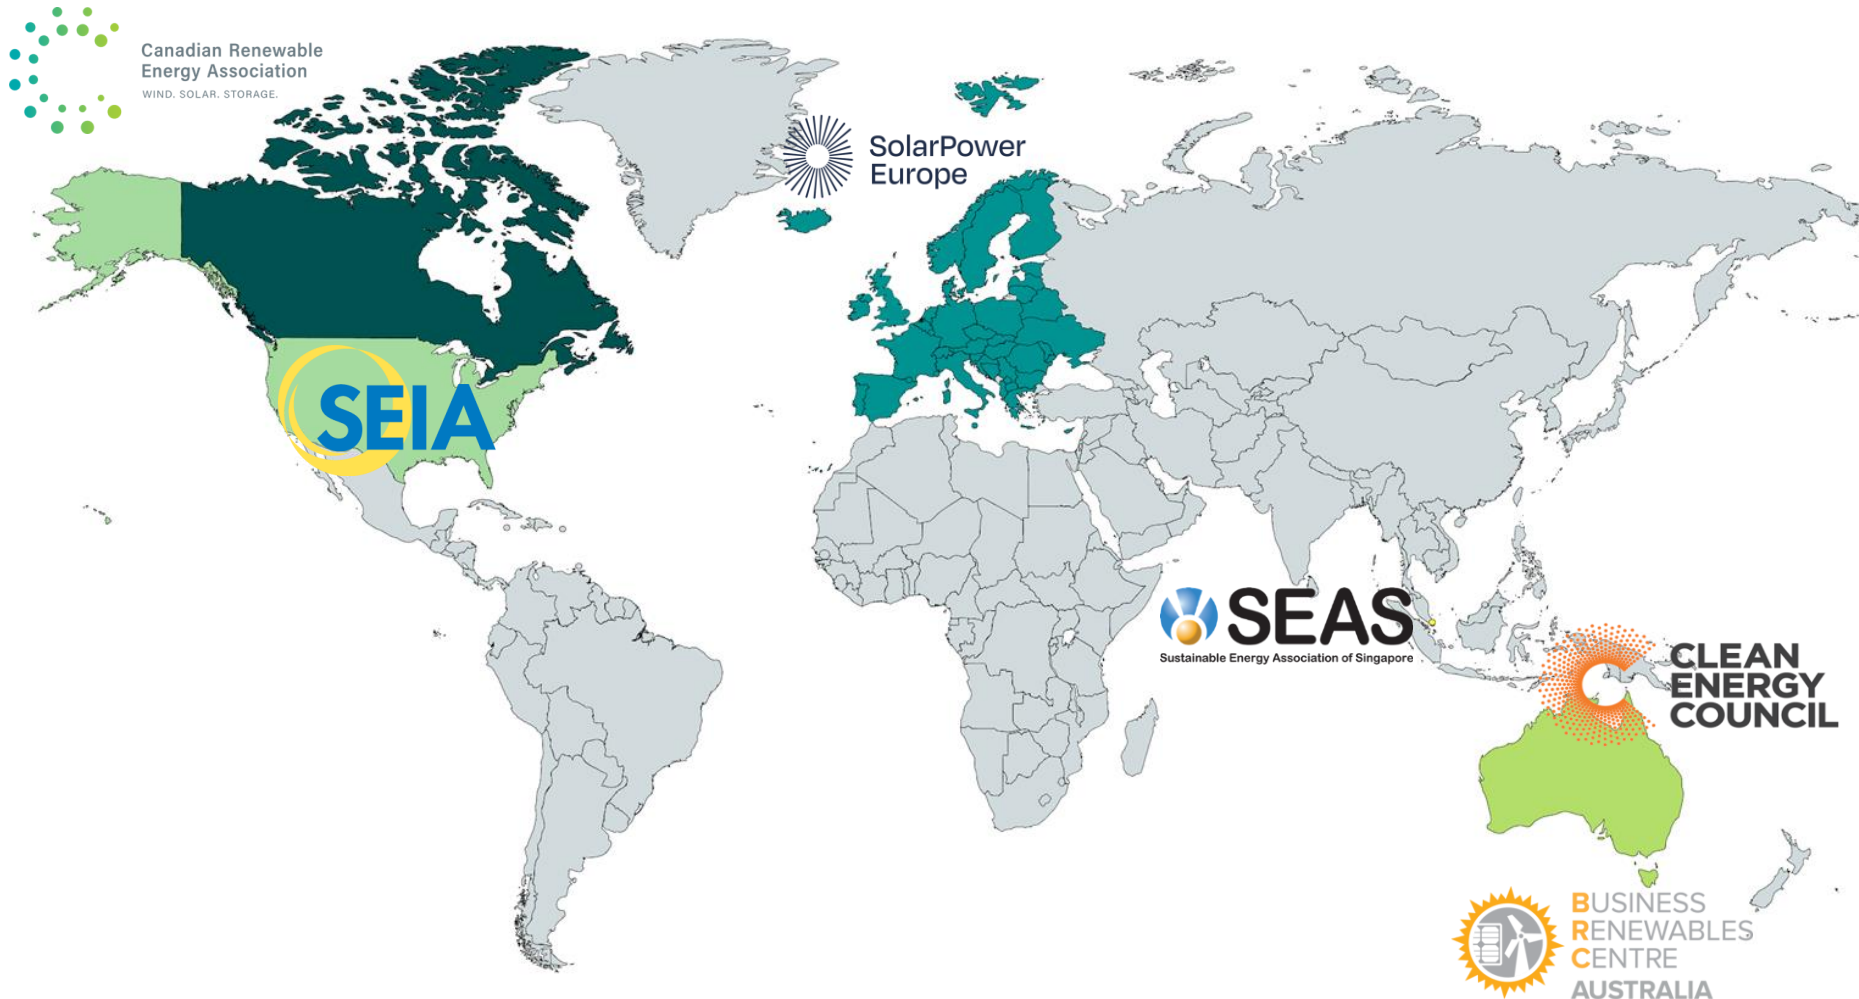 Canadian Renewable
Energy Association
WIND. SOLAR. STORAGE.
SolarPower
Europe
SEIA
SEAS
Sustainable Energy Association of Singapore
CLEAN
ENERGY
COUNCIL
BUSINESS
RENEWABLES
CENTRE
AUSTRALIA